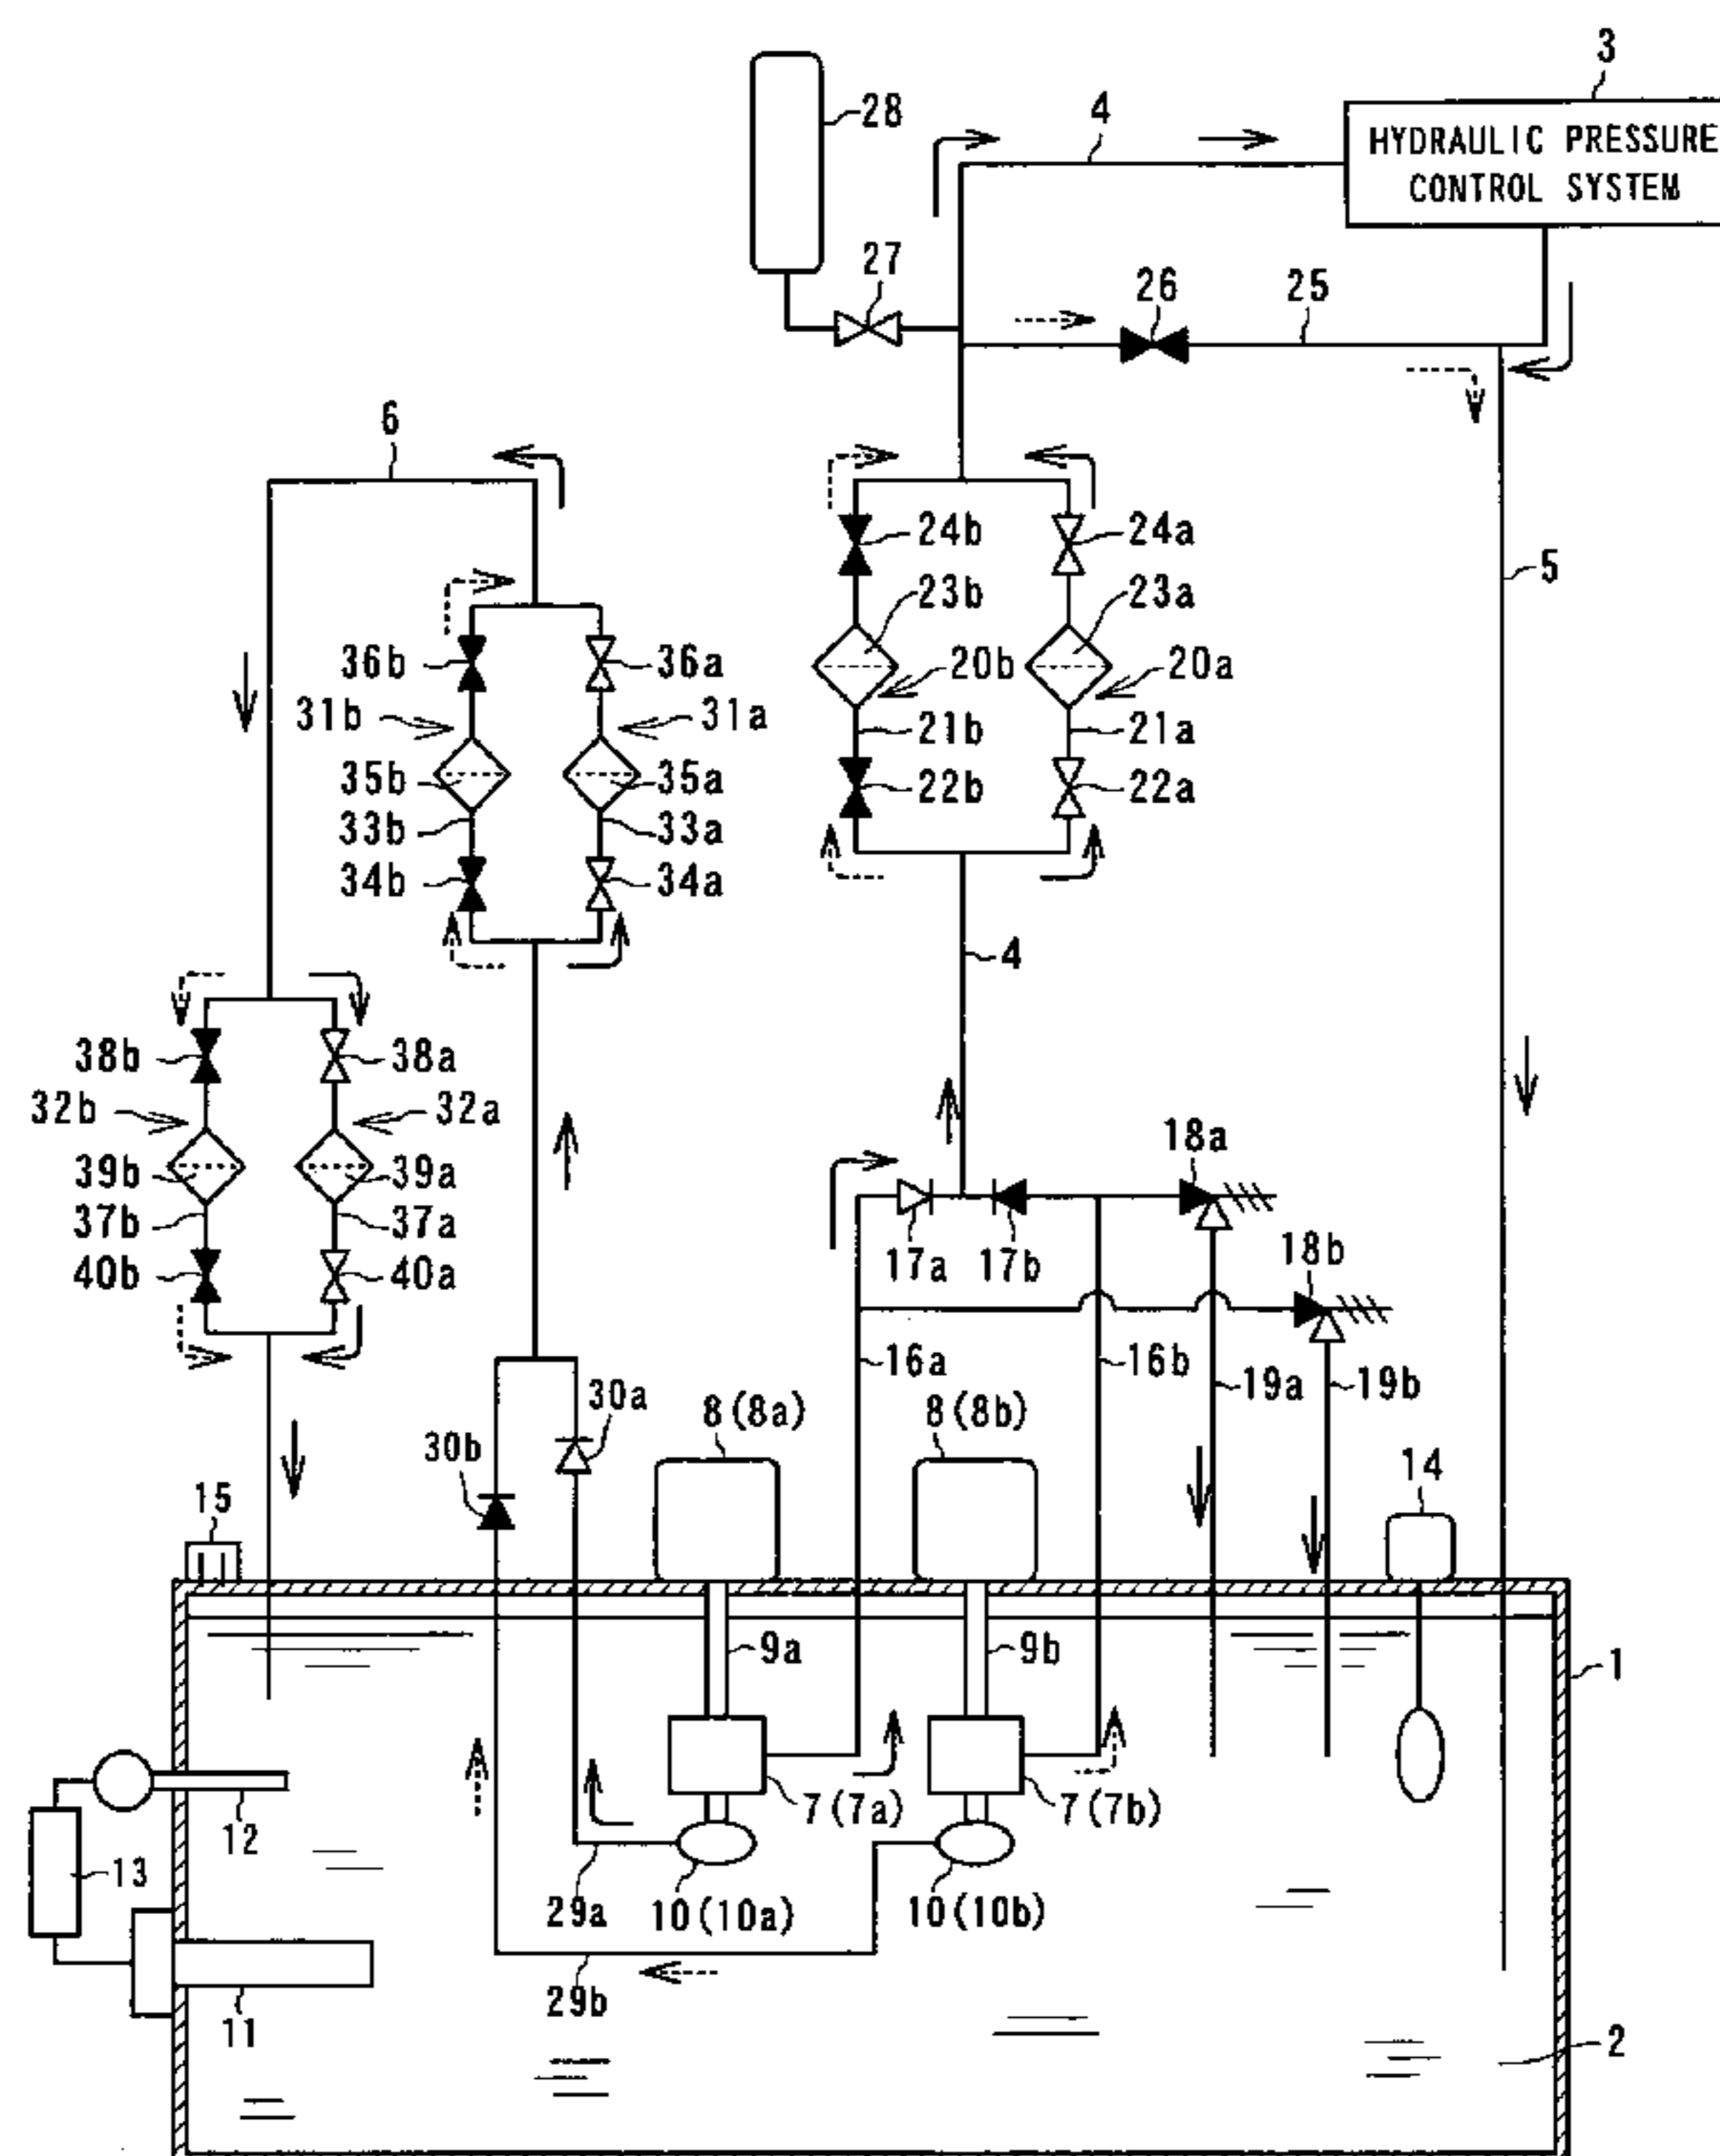 3
28
4
HYDRAULIC PRESSURE
CONTROL SYSTEM
27
26
25
6
24b
24a
5
23b
23a
36b
36a
20b
20a
31b
31a
21b
21a
35b
35a
22b
22a
33b
33a
34b
34a
4
38b
38a
32b
32a
18a
39b
39a
37b
37a
17a
17b
18b
40b
40a
16a
16b
19a
19b
30a
8(8a)
8(8b)
30b
14
15
9a
9b
1
7(7a)
7(7b)
12
13
29a
10(10a)
10(10b)
29b
11
2